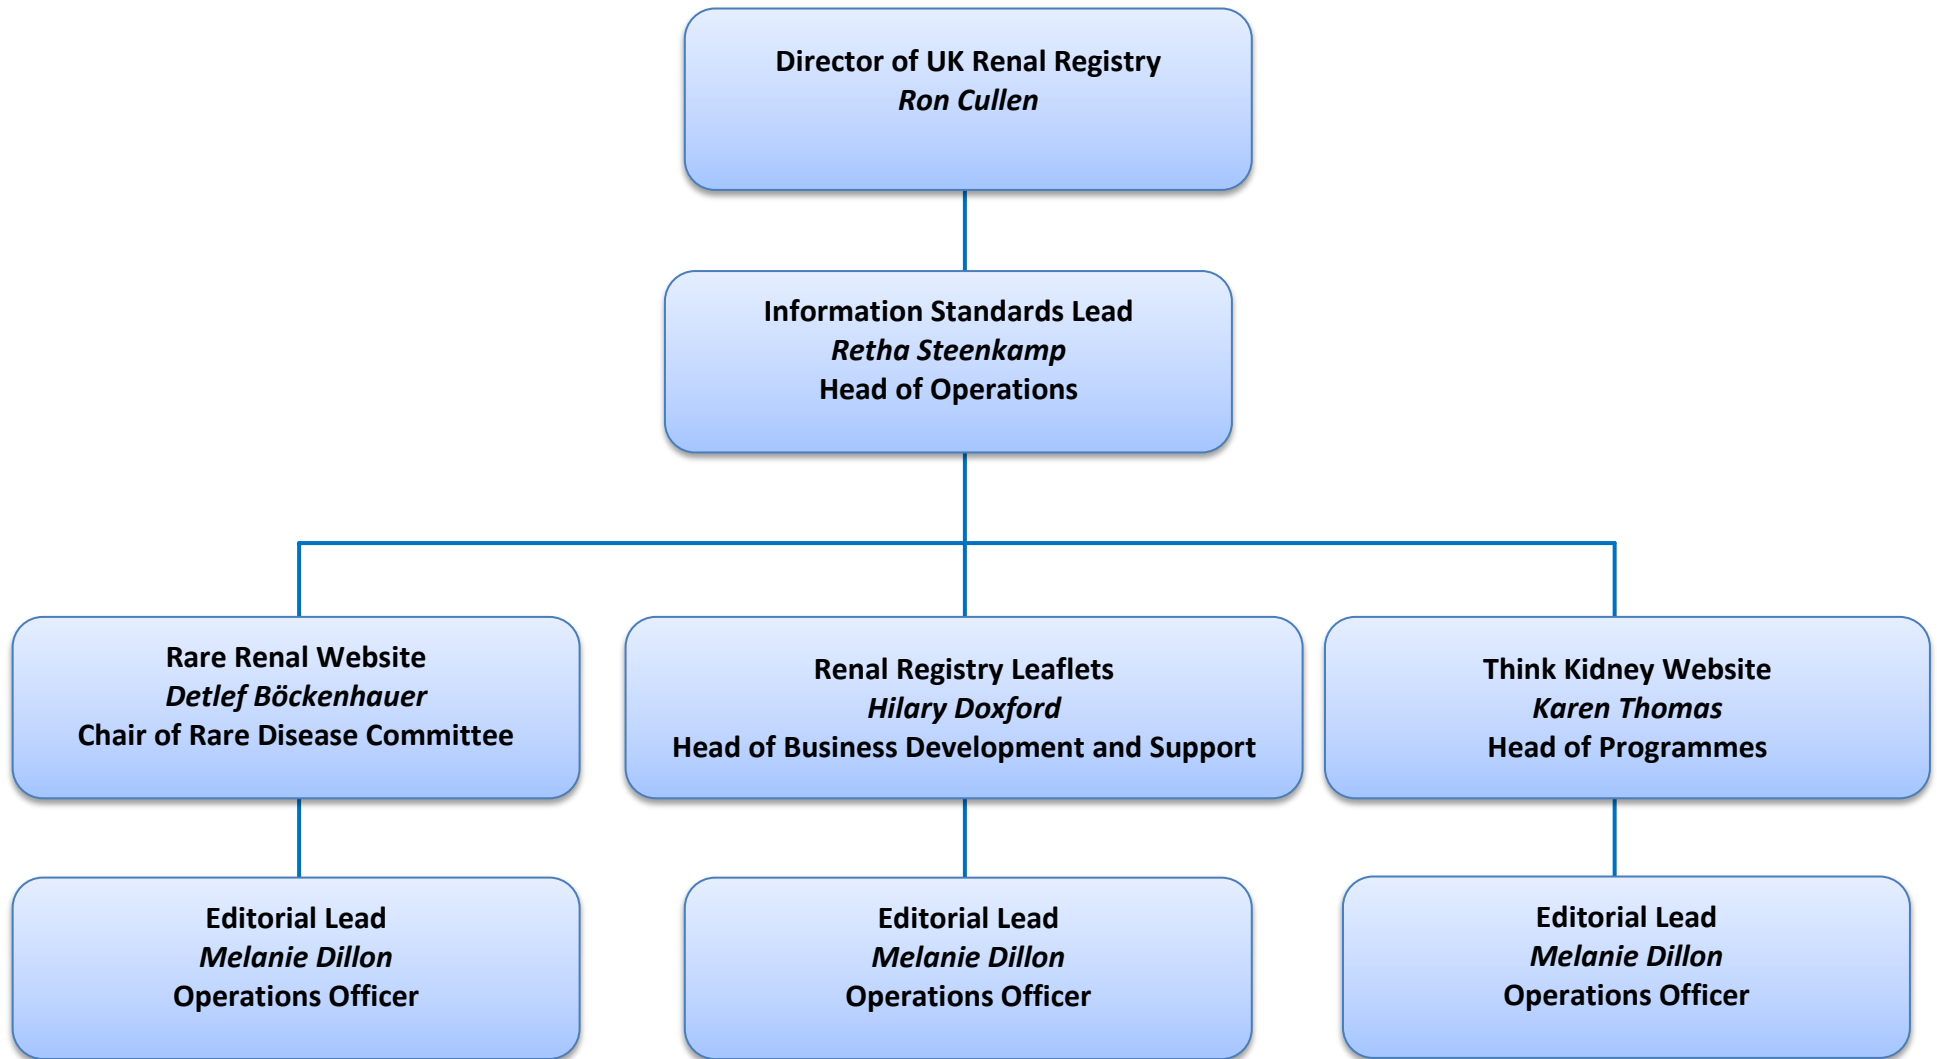 Director of UK Renal Registry
Ron Cullen
Information Standards Lead
Retha Steenkamp
Head of Operations
Rare Renal Website
Detlef Böckenhauer
Chair of Rare Disease Committee
Renal Registry Leaflets
Hilary Doxford
Head of Business Development and Support
Think Kidney Website
Karen Thomas
Head of Programmes
Editorial Lead
Melanie Dillon
Operations Officer
Editorial Lead
Melanie Dillon
Operations Officer
Editorial Lead
Melanie Dillon
Operations Officer